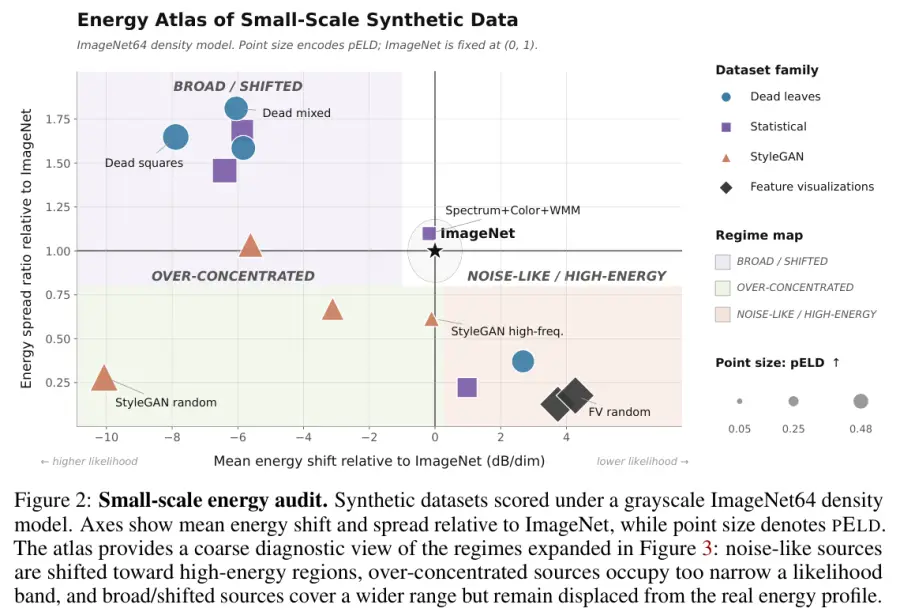 Energy Atlas of Small-Scale Synthetic Data
ImageNet64 density model. Point size encodes pELD; ImageNet is fixed at (0, 1).
Energy spread ratio relative to ImageNet
1.75
1.50
1.25
1.00
0.75
0.50
0.25
BROAD / SHIFTED
Dead mixed
Dead squares
Spectrum+Color+WMM
ImageNet
OVER-CONCENTRATED
NOISE-LIKE / HIGH-ENERGY
StyleGAN high-freq.
StyleGAN random
FV random
−10
−8
−6
−4
−2
0
2
4
← higher likelihood
Mean energy shift relative to ImageNet (dB/dim)
lower likelihood →
Dataset family
Dead leaves
Statistical
StyleGAN
Feature visualizations
Regime map
BROAD / SHIFTED
OVER-CONCENTRATED
NOISE-LIKE / HIGH-ENERGY
Point size: pELD ↑
0.05
0.25
0.48
Figure 2: Small-scale energy audit. Synthetic datasets scored under a grayscale ImageNet64 density
model. Axes show mean energy shift and spread relative to ImageNet, while point size denotes PELD.
The atlas provides a coarse diagnostic view of the regimes expanded in Figure 3: noise-like sources
are shifted toward high-energy regions, over-concentrated sources occupy too narrow a likelihood
band, and broad/shifted sources cover a wider range but remain displaced from the real energy profile.